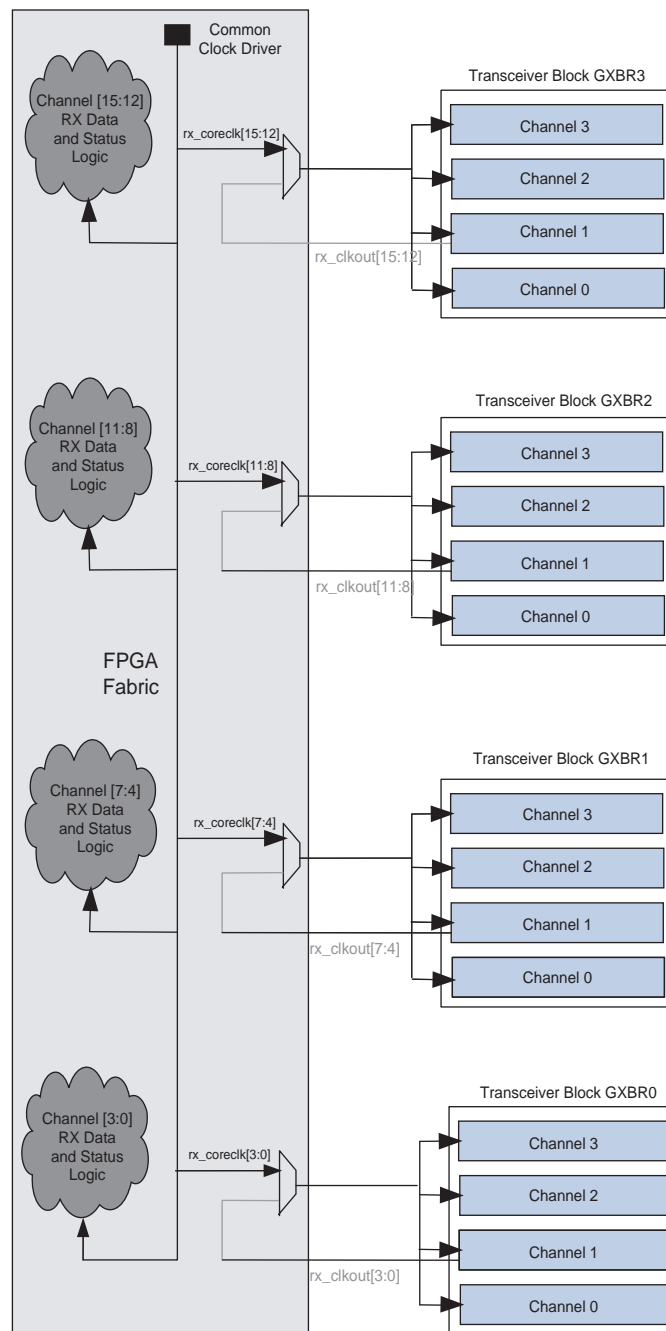 Common
Clock Driver
Channel [15:12]
RX Data
and Status
Logic
rx_coreclk[15:12]
rx_clkout[15:12]
Transceiver Block GXBR3
Channel 3
Channel 2
Channel 1
Channel 0
Channel [11:8]
RX Data
and Status
Logic
rx_coreclk[11:8]
rx_clkout[11:8]
Transceiver Block GXBR2
Channel 3
Channel 2
Channel 1
Channel 0
FPGA
Fabric
Channel [7:4]
RX Data
and Status
Logic
rx_coreclk[7:4]
rx_clkout[7:4]
Transceiver Block GXBR1
Channel 3
Channel 2
Channel 1
Channel 0
Channel [3:0]
RX Data
and Status
Logic
rx_coreclk[3:0]
rx_clkout[3:0]
Transceiver Block GXBR0
Channel 3
Channel 2
Channel 1
Channel 0